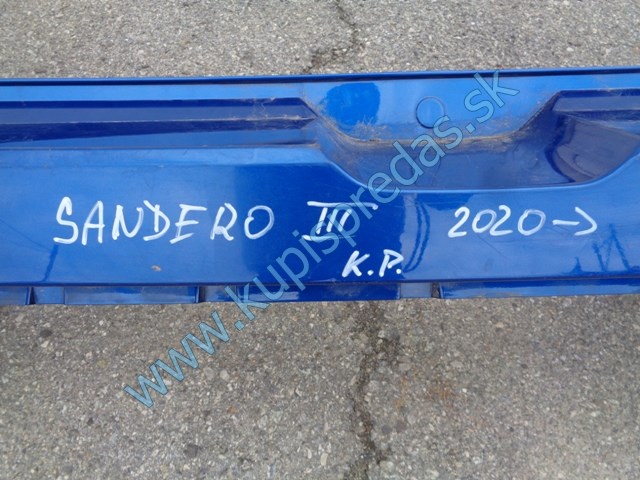 SANDERO III 2020->
K.P.
www.kupispredas.sk